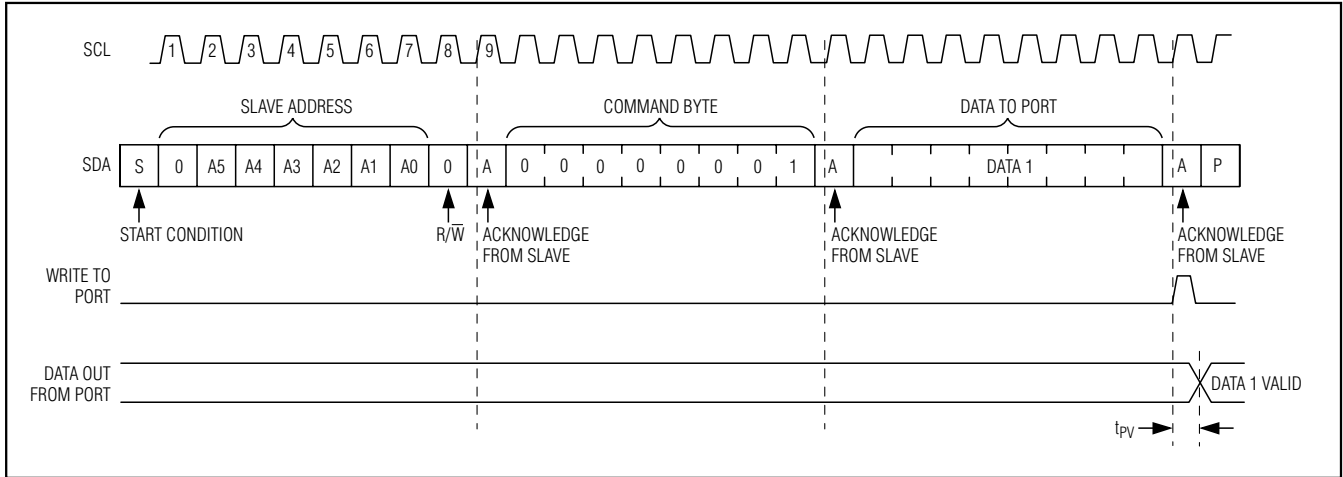 SCL 1 2 3 4 5 6 7 8 9
SLAVE ADDRESS COMMAND BYTE DATA TO PORT
SDA S 0 A5 A4 A3 A2 A1 A0 0 A 0 0 0 0 0 0 0 1 A DATA 1 A P
START CONDITION R/W̅ ACKNOWLEDGE FROM SLAVE ACKNOWLEDGE FROM SLAVE ACKNOWLEDGE FROM SLAVE
WRITE TO
PORT
DATA OUT
FROM PORT
DATA 1 VALID
tPV